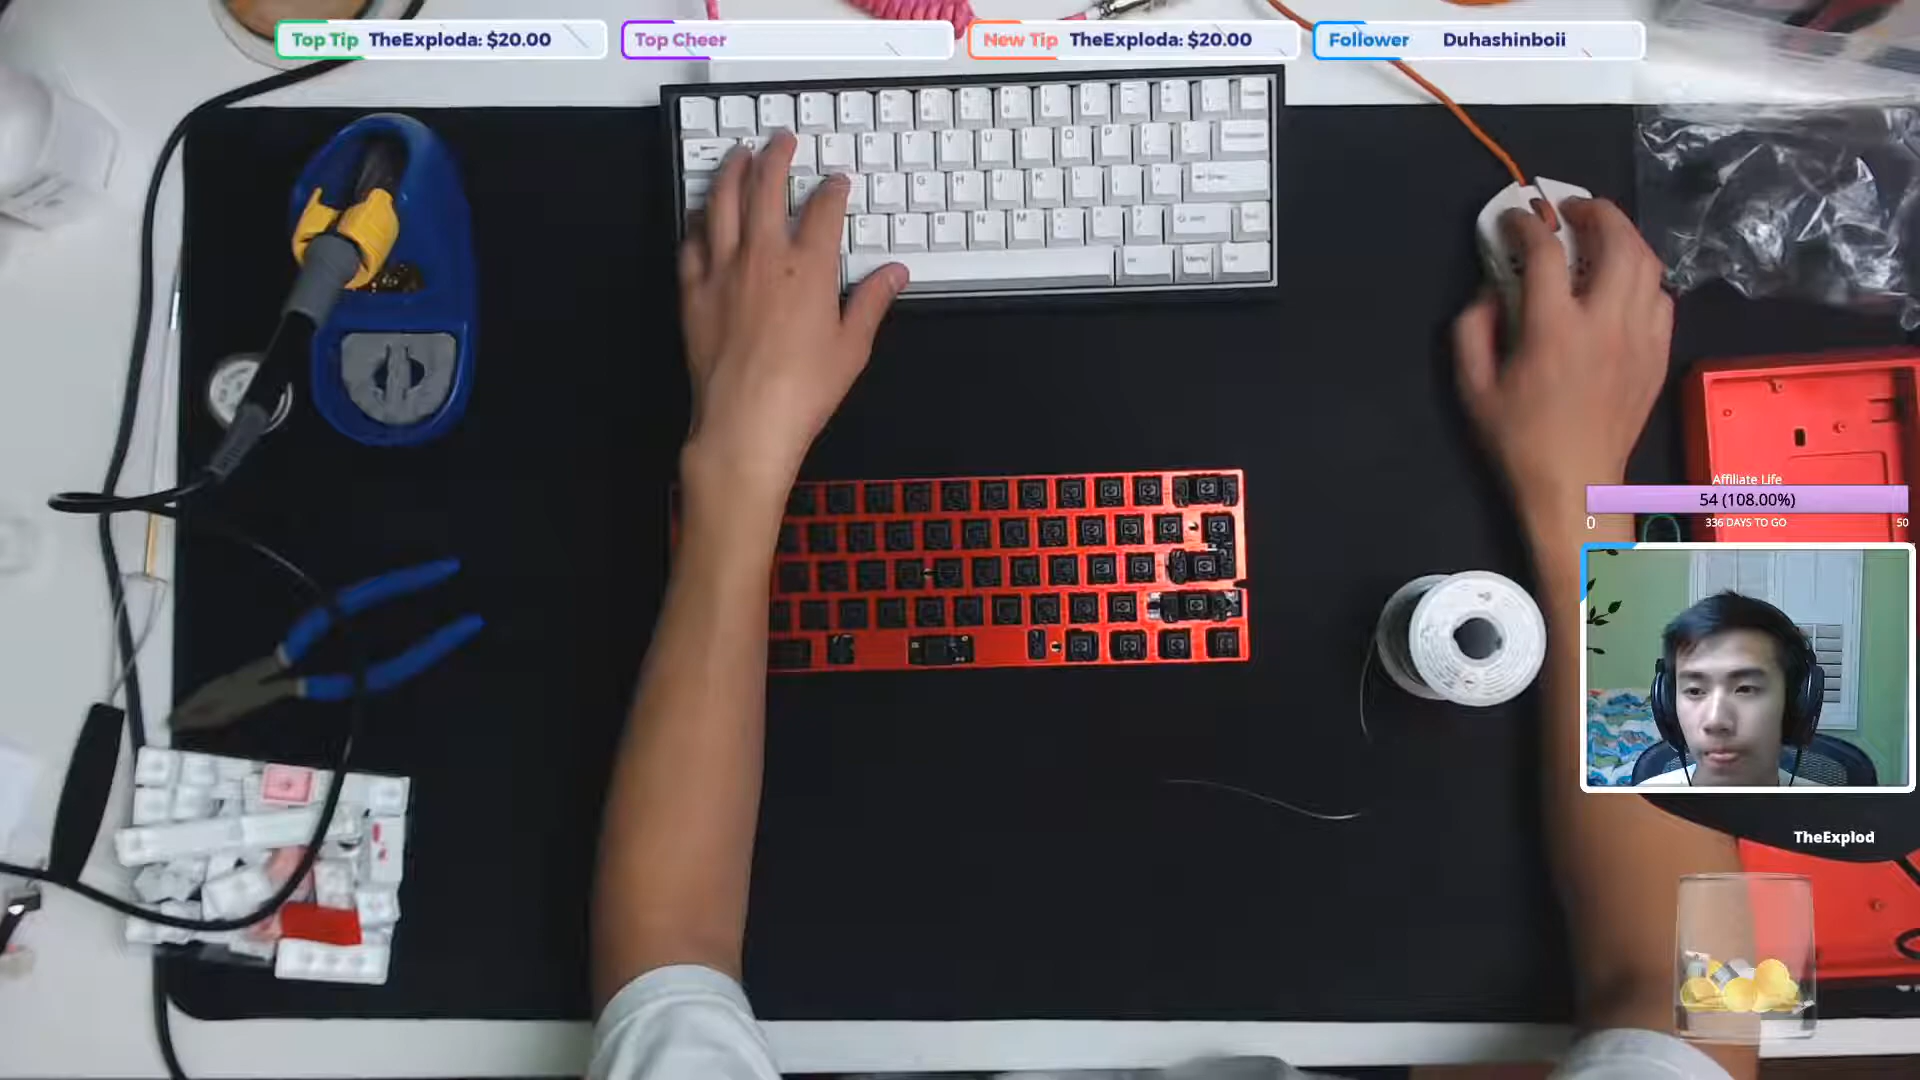 Top Tip TheExploda: $20.00
Top Cheer
New Tip TheExploda: $20.00
Follower Duhashinboii
Q E R T Y U I O P
S F G H J K L
C V B N M
Affiliate Life
54 (108.00%)
0 336 DAYS TO GO 50
TheExplod